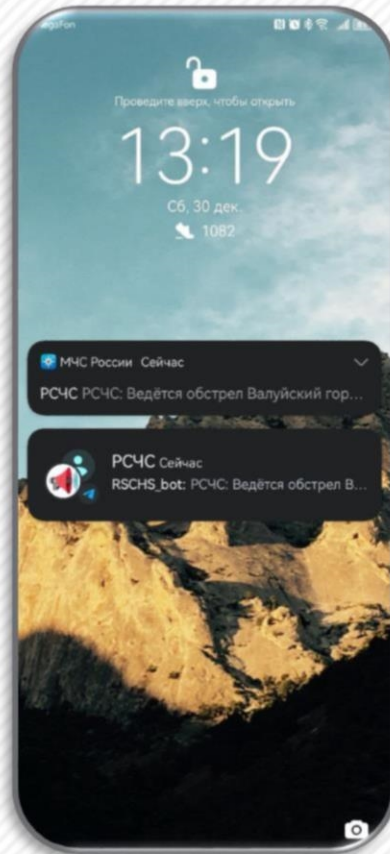 egaFon
Проведите вверх, чтобы открыть
13:19
Сб, 30 дек.
1082
МЧС России Сейчас
РСЧС РСЧС: Ведётся обстрел Валуйский гор...
РСЧС Сейчас
RSCHS_bot: РСЧС: Ведётся обстрел В...